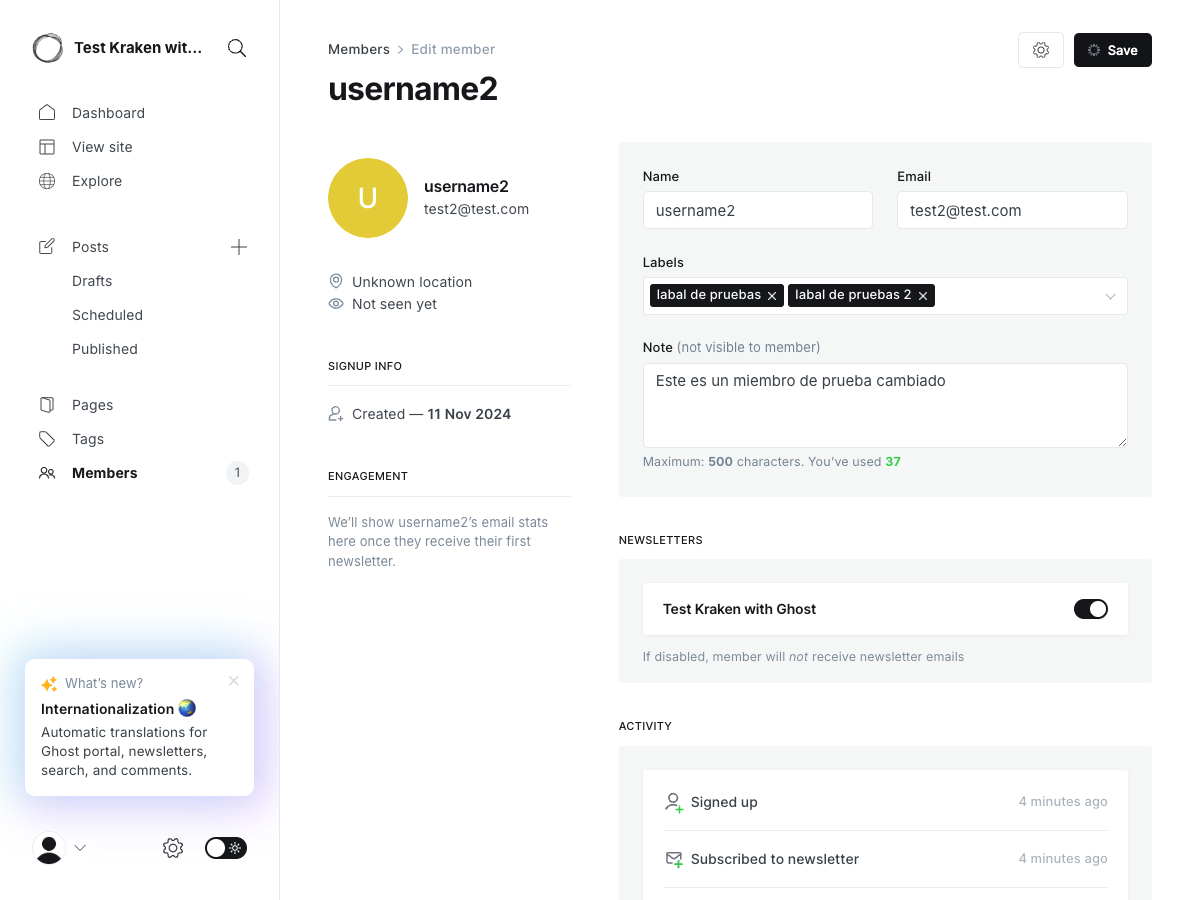 Test Kraken wit...
Dashboard
View site
Explore
Posts
Drafts
Scheduled
Published
Pages
Tags
Members 1
What's new?
Internationalization
Automatic translations for
Ghost portal, newsletters,
search, and comments.
Members > Edit member
Save
username2
U
username2
test2@test.com
Unknown location
Not seen yet
SIGNUP INFO
Created — 11 Nov 2024
ENGAGEMENT
We'll show username2's email stats
here once they receive their first
newsletter.
Name
username2
Email
test2@test.com
Labels
labal de pruebas × labal de pruebas 2 ×
Note (not visible to member)
Este es un miembro de prueba cambiado
Maximum: 500 characters. You've used 37
NEWSLETTERS
Test Kraken with Ghost
If disabled, member will not receive newsletter emails
ACTIVITY
Signed up 4 minutes ago
Subscribed to newsletter 4 minutes ago